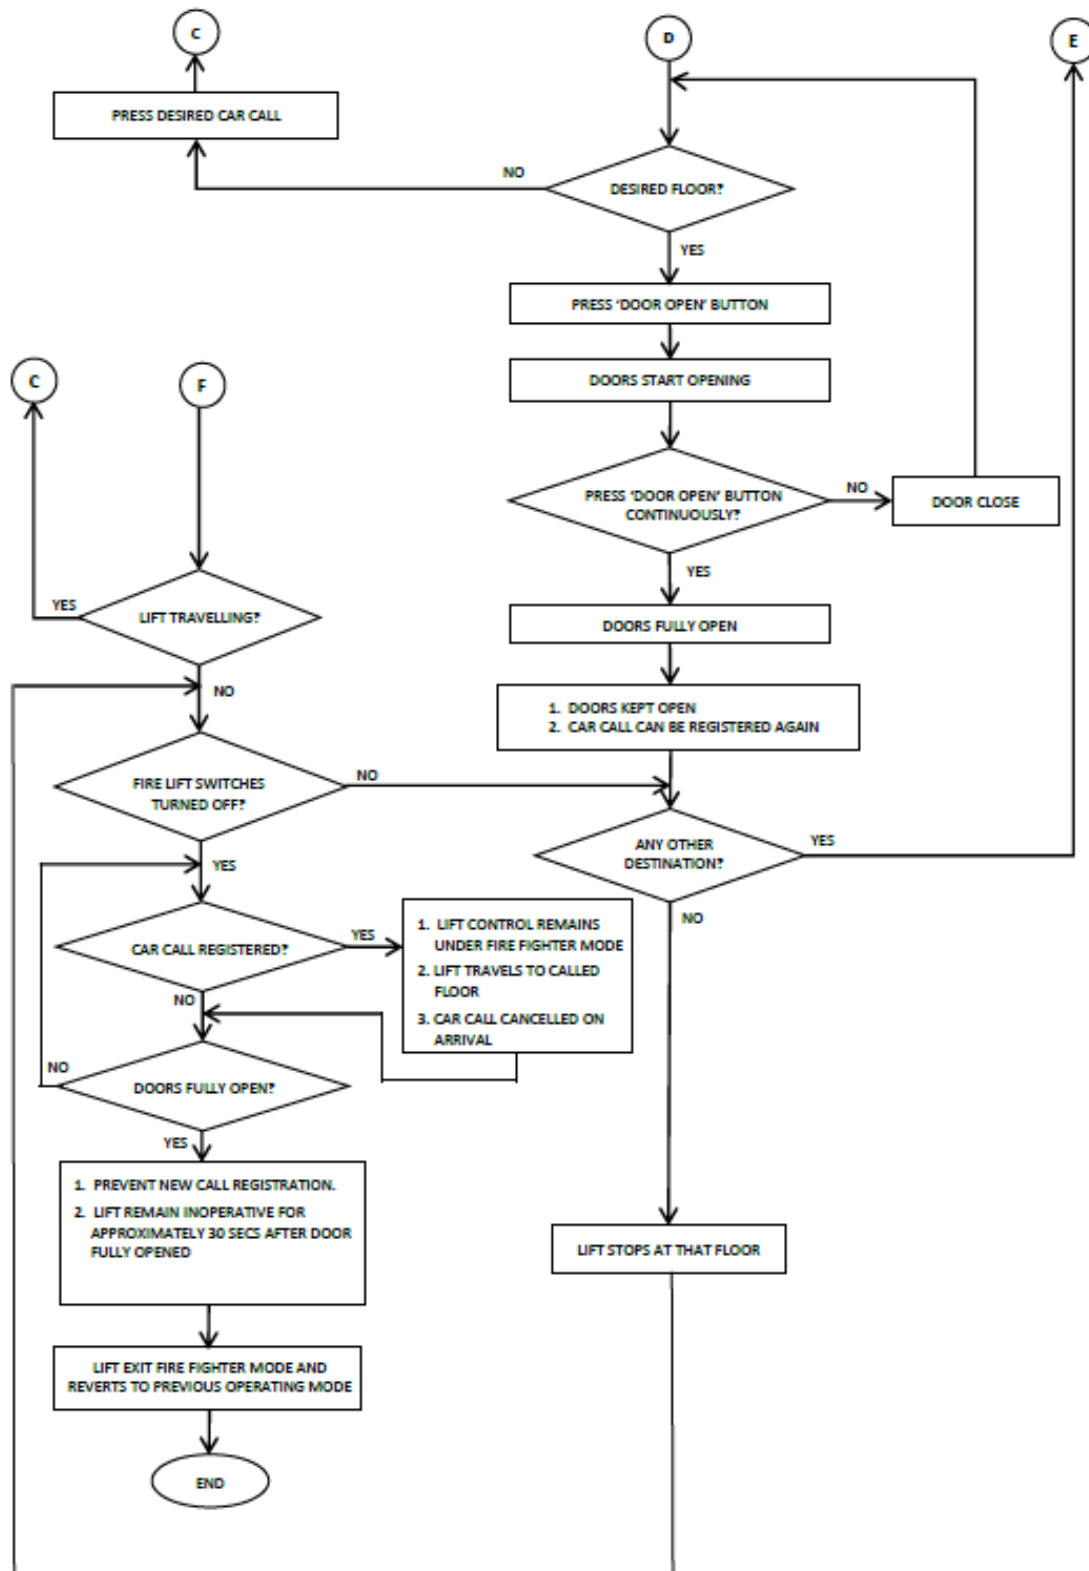 C
D
E
PRESS DESIRED CAR CALL
NO
DESIRED FLOOR?
YES
PRESS ‘DOOR OPEN’ BUTTON
DOORS START OPENING
C
F
PRESS ‘DOOR OPEN’ BUTTON
CONTINUOUSLY?
NO
DOOR CLOSE
YES
DOORS FULLY OPEN
YES
LIFT TRAVELLING?
NO
1. DOORS KEPT OPEN
2. CAR CALL CAN BE REGISTERED AGAIN
FIRE LIFT SWITCHES
TURNED OFF?
NO
YES
ANY OTHER
DESTINATION?
YES
NO
CAR CALL REGISTERED?
YES
1. LIFT CONTROL REMAINS
UNDER FIRE FIGHTER MODE
2. LIFT TRAVELS TO CALLED
FLOOR
3. CAR CALL CANCELLED ON
ARRIVAL
NO
NO
DOORS FULLY OPEN?
YES
1. PREVENT NEW CALL REGISTRATION.
2. LIFT REMAIN INOPERATIVE FOR
APPROXIMATELY 30 SECS AFTER DOOR
FULLY OPENED
LIFT STOPS AT THAT FLOOR
LIFT EXIT FIRE FIGHTER MODE AND
REVERTS TO PREVIOUS OPERATING MODE
END